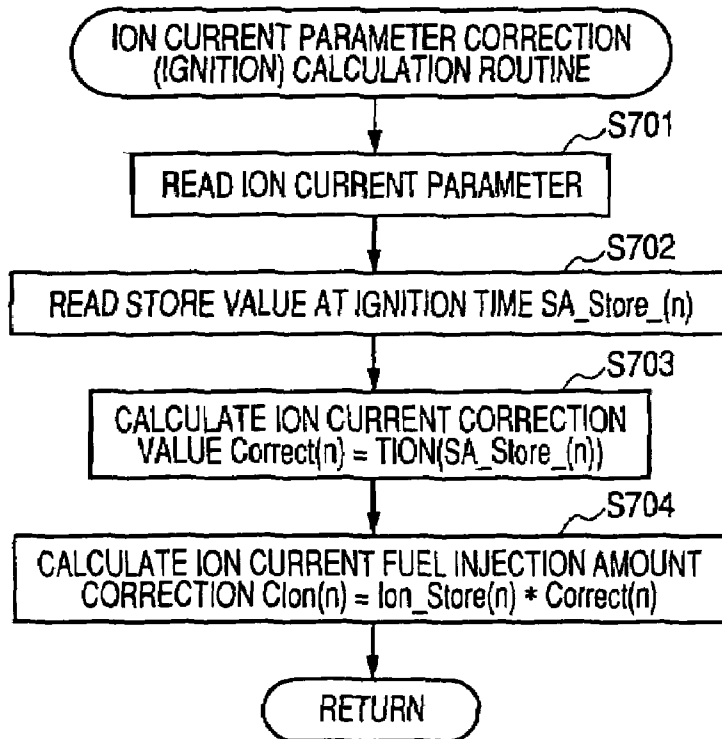 ION CURRENT PARAMETER CORRECTION
(IGNITION) CALCULATION ROUTINE
S701
READ ION CURRENT PARAMETER
S702
READ STORE VALUE AT IGNITION TIME SA_Store_(n)
S703
CALCULATE ION CURRENT CORRECTION
VALUE Correct(n) = TION(SA_Store_(n))
S704
CALCULATE ION CURRENT FUEL INJECTION AMOUNT
CORRECTION CIon(n) = Ion_Store(n) * Correct(n)
RETURN